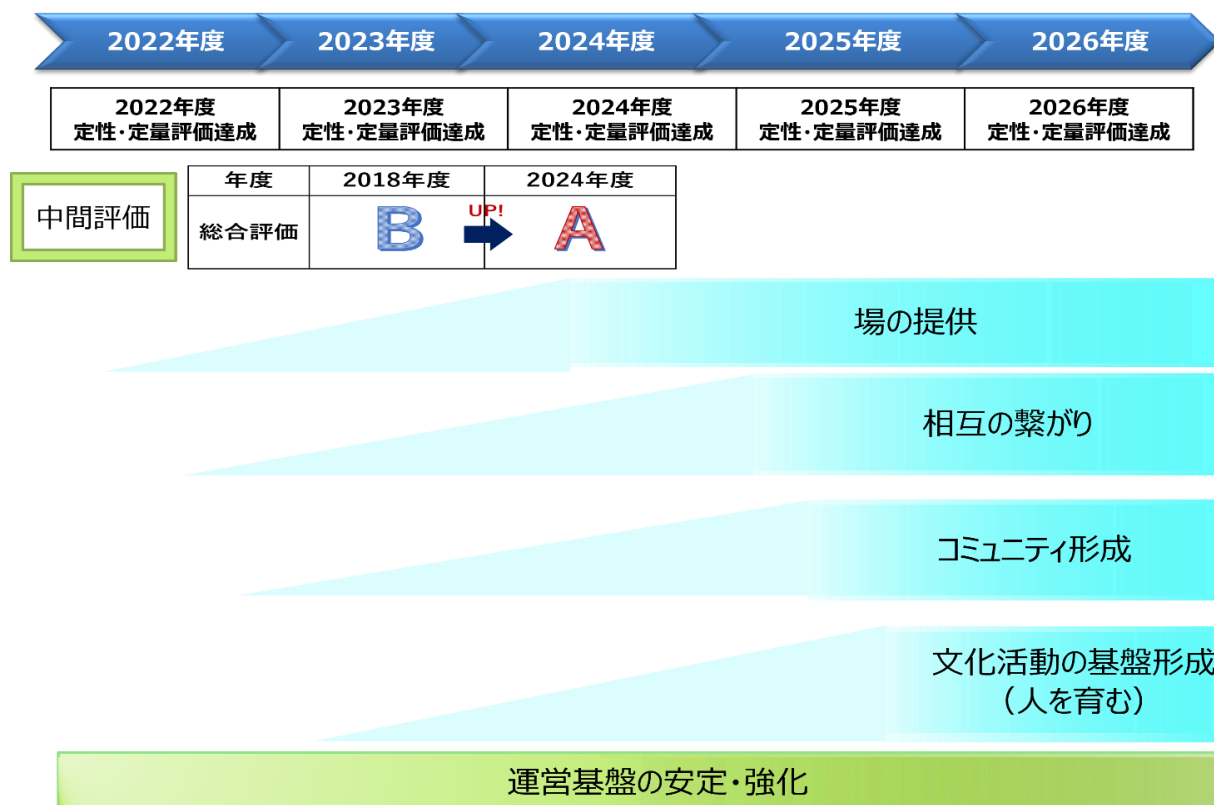 2022年度 2023年度 2024年度 2025年度 2026年度
2022年度 2023年度 2024年度 2025年度 2026年度
定性・定量評価達成 定性・定量評価達成 定性・定量評価達成 定性・定量評価達成 定性・定量評価達成
中間評価
年度 2018年度 2024年度
総合評価 B UP! A
場の提供
相互の繋がり
コミュニティ形成
文化活動の基盤形成
（人を育む）
運営基盤の安定・強化